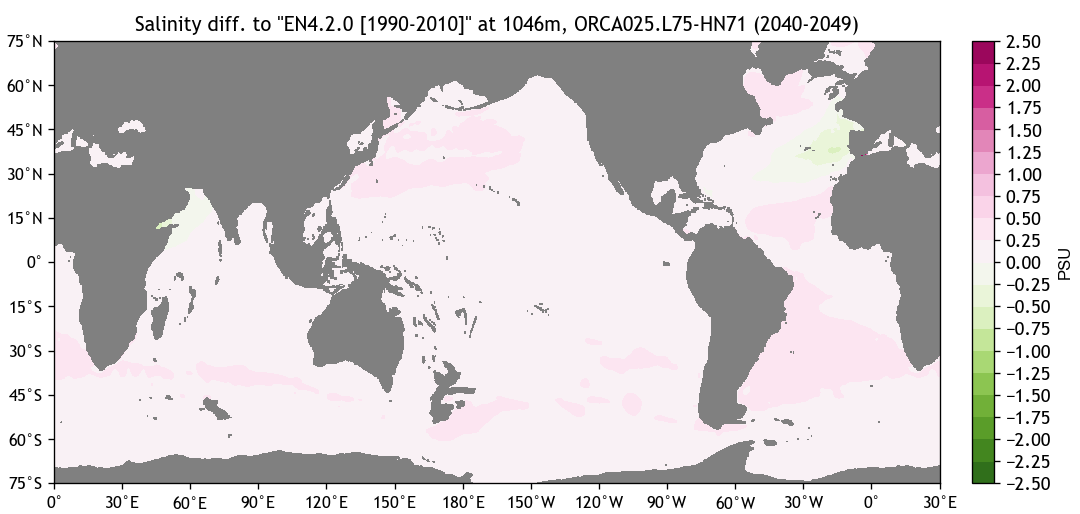 Salinity diff. to "EN4.2.0 [1990-2010]" at 1046m, ORCA025.L75-HN71 (2040-2049)
75°N
60°N
45°N
30°N
15°N
0°
15°S
30°S
45°S
60°S
75°S
0° 30°E 60°E 90°E 120°E 150°E 180°E 150°W 120°W 90°W 60°W 30°W 0° 30°E
2.50
2.25
2.00
1.75
1.50
1.25
1.00
0.75
0.50
0.25
0.00
−0.25
−0.50
−0.75
−1.00
−1.25
−1.50
−1.75
−2.00
−2.25
−2.50
PSU